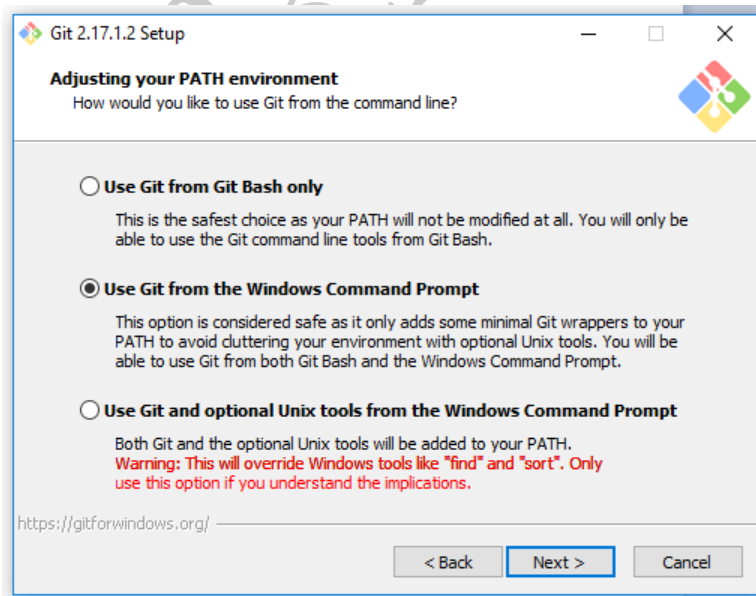 Git 2.17.1.2 Setup
Adjusting your PATH environment
How would you like to use Git from the command line?
Use Git from Git Bash only
This is the safest choice as your PATH will not be modified at all. You will only be
able to use the Git command line tools from Git Bash.
Use Git from the Windows Command Prompt
This option is considered safe as it only adds some minimal Git wrappers to your
PATH to avoid cluttering your environment with optional Unix tools. You will be
able to use Git from both Git Bash and the Windows Command Prompt.
Use Git and optional Unix tools from the Windows Command Prompt
Both Git and the optional Unix tools will be added to your PATH.
Warning: This will override Windows tools like "find" and "sort". Only
use this option if you understand the implications.
https://gitforwindows.org/
< Back
Next >
Cancel